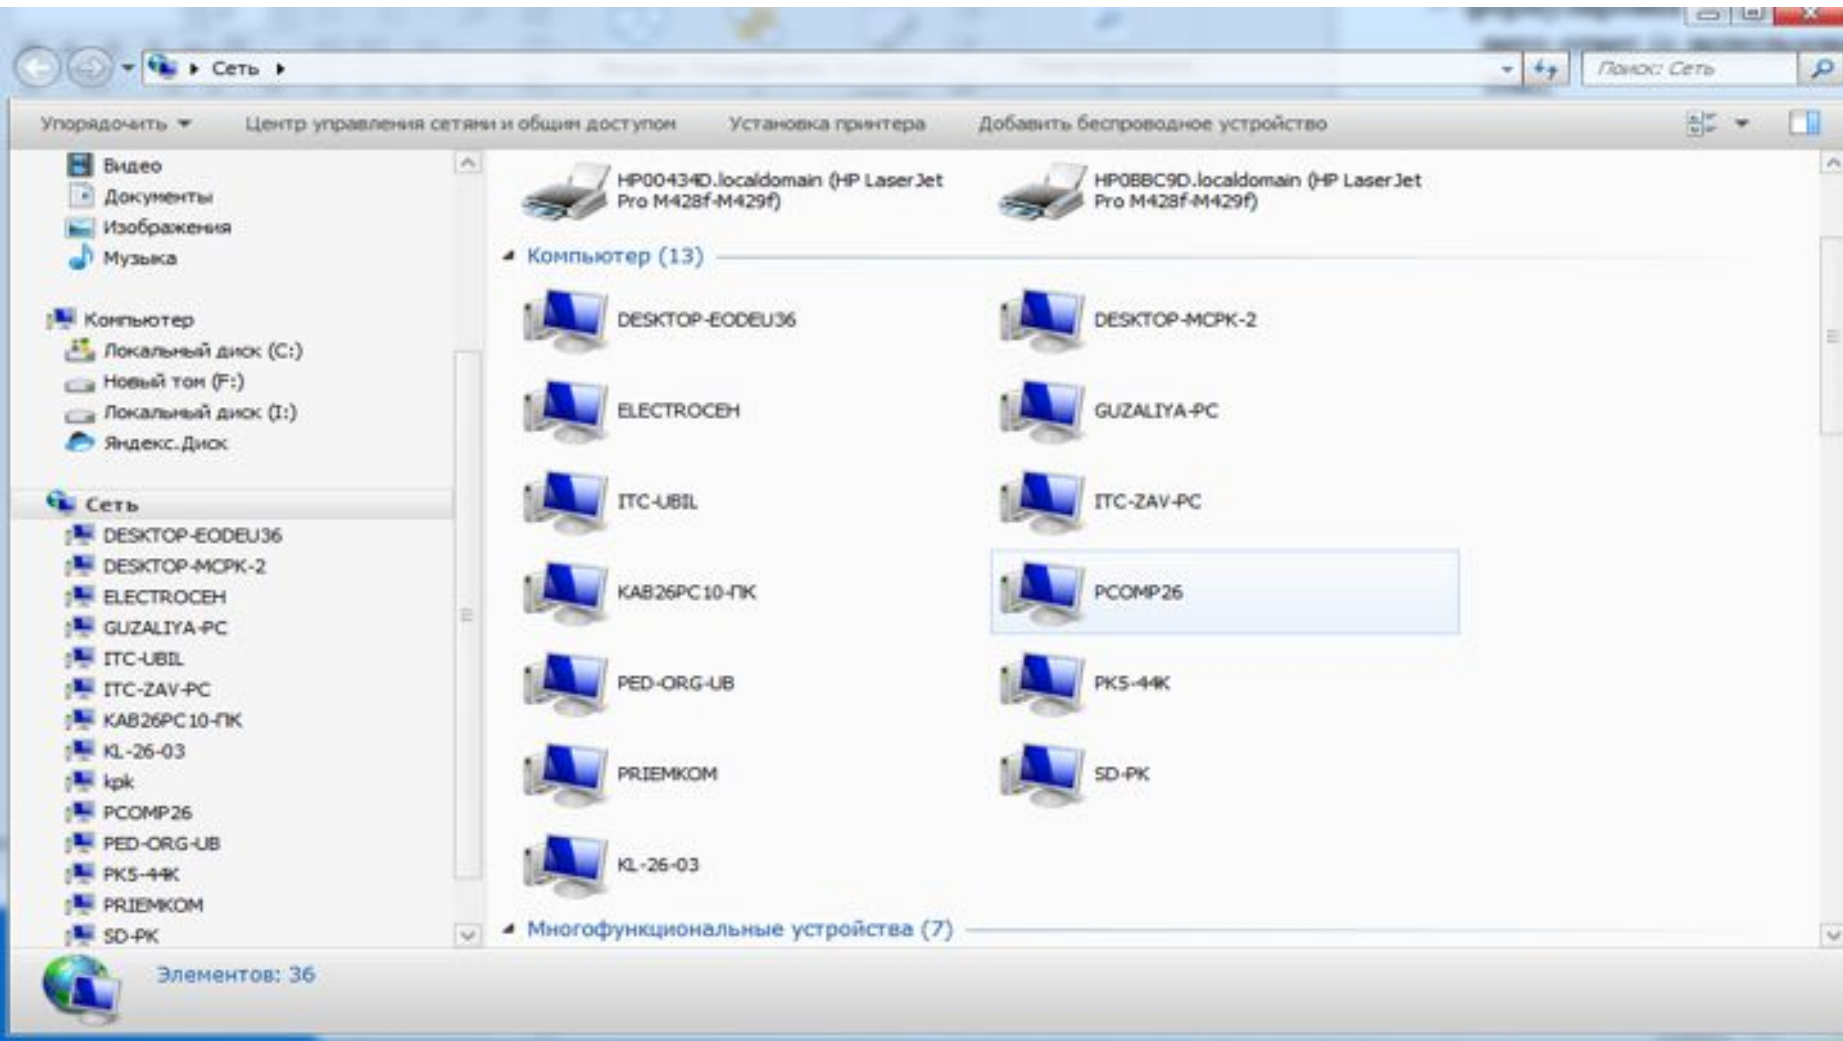 Сеть
Поиск: Сеть
Упорядочить
Центр управления сетями и общим доступом
Установка принтера
Добавить беспроводное устройство
Видео
Документы
Изображения
Музыка
Компьютер
Локальный диск (C:)
Новый том (F:)
Локальный диск (I:)
Яндекс.Диск
Сеть
DESKTOP-EODEU36
DESKTOP-MCPK-2
ELECTROCEH
GUZALIYA-PC
ITC-UBIL
ITC-ZAV-PC
KAB26PC10-ПК
KL-26-03
kpk
PCOMP26
PED-ORG-UB
PK5-44K
PRIEMKOM
SD-PK
HP00434D.localdomain (HP LaserJet
Pro M428f-M429f)
HP0BBC9D.localdomain (HP LaserJet
Pro M428f-M429f)
Компьютер (13)
DESKTOP-EODEU36
DESKTOP-MCPK-2
ELECTROCEH
GUZALIYA-PC
ITC-UBIL
ITC-ZAV-PC
KAB26PC10-ПК
PCOMP26
PED-ORG-UB
PK5-44K
PRIEMKOM
SD-PK
KL-26-03
Многофункциональные устройства (7)
Элементов: 36